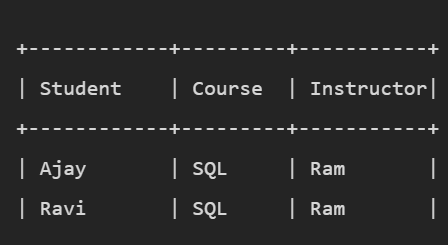 +------------+---------+-----------+
| Student    | Course  | Instructor|
+------------+---------+-----------+
| Ajay       | SQL     | Ram       |
| Ravi       | SQL     | Ram       |